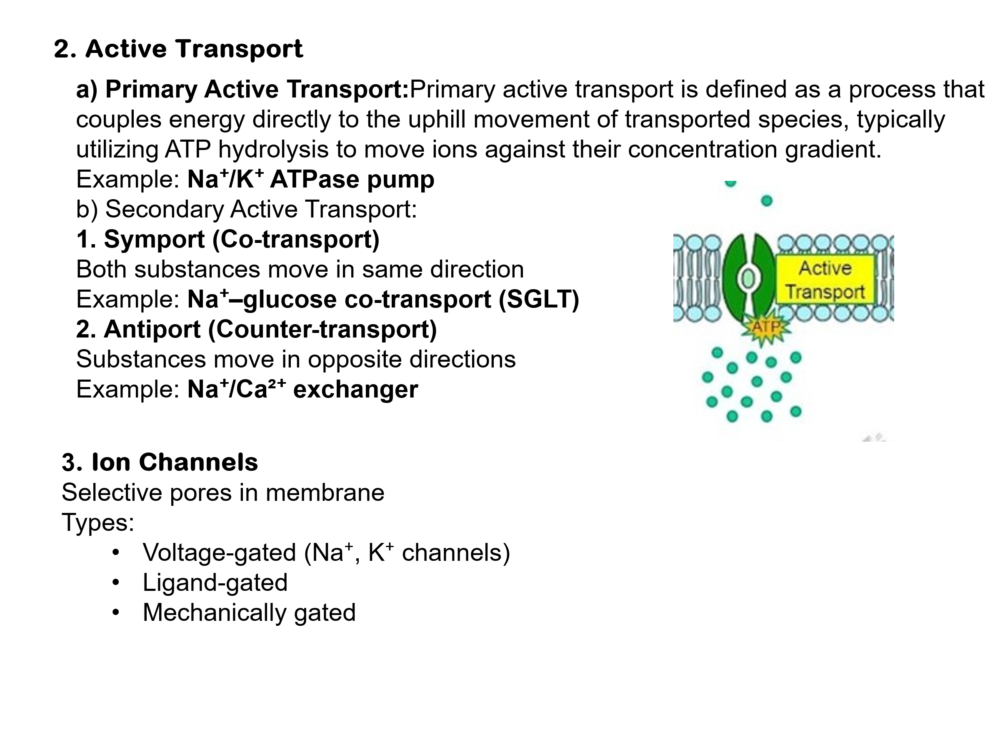 2. Active Transport
a) Primary Active Transport:Primary active transport is defined as a process that
couples energy directly to the uphill movement of transported species, typically
utilizing ATP hydrolysis to move ions against their concentration gradient.
Example: Na⁺/K⁺ ATPase pump
b) Secondary Active Transport:
1. Symport (Co-transport)
Both substances move in same direction
Example: Na⁺–glucose co-transport (SGLT)
2. Antiport (Counter-transport)
Substances move in opposite directions
Example: Na⁺/Ca²⁺ exchanger
Active
Transport
ATP
3. Ion Channels
Selective pores in membrane
Types:
• Voltage-gated (Na⁺, K⁺ channels)
• Ligand-gated
• Mechanically gated